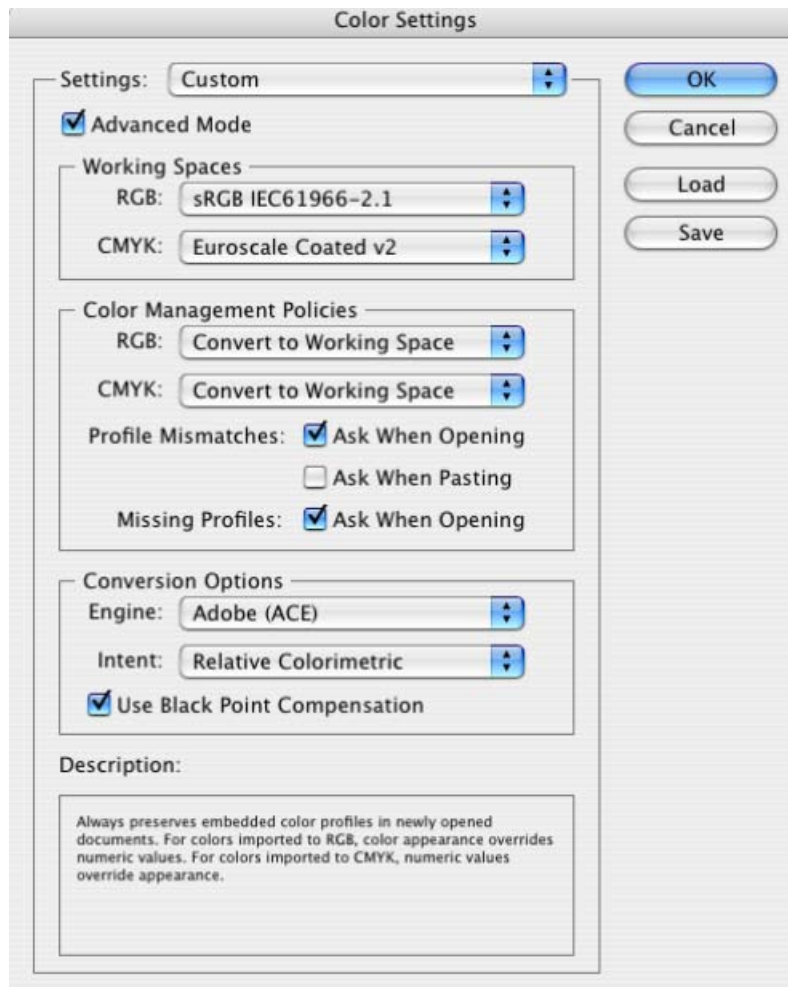 Color Settings
Settings: Custom
OK
Advanced Mode
Cancel
Working Spaces
RGB: sRGB IEC61966-2.1
Load
CMYK: Euroscale Coated v2
Save
Color Management Policies
RGB: Convert to Working Space
CMYK: Convert to Working Space
Profile Mismatches: Ask When Opening
Ask When Pasting
Missing Profiles: Ask When Opening
Conversion Options
Engine: Adobe (ACE)
Intent: Relative Colorimetric
Use Black Point Compensation
Description:
Always preserves embedded color profiles in newly opened
documents. For colors imported to RGB, color appearance overrides
numeric values. For colors imported to CMYK, numeric values
override appearance.